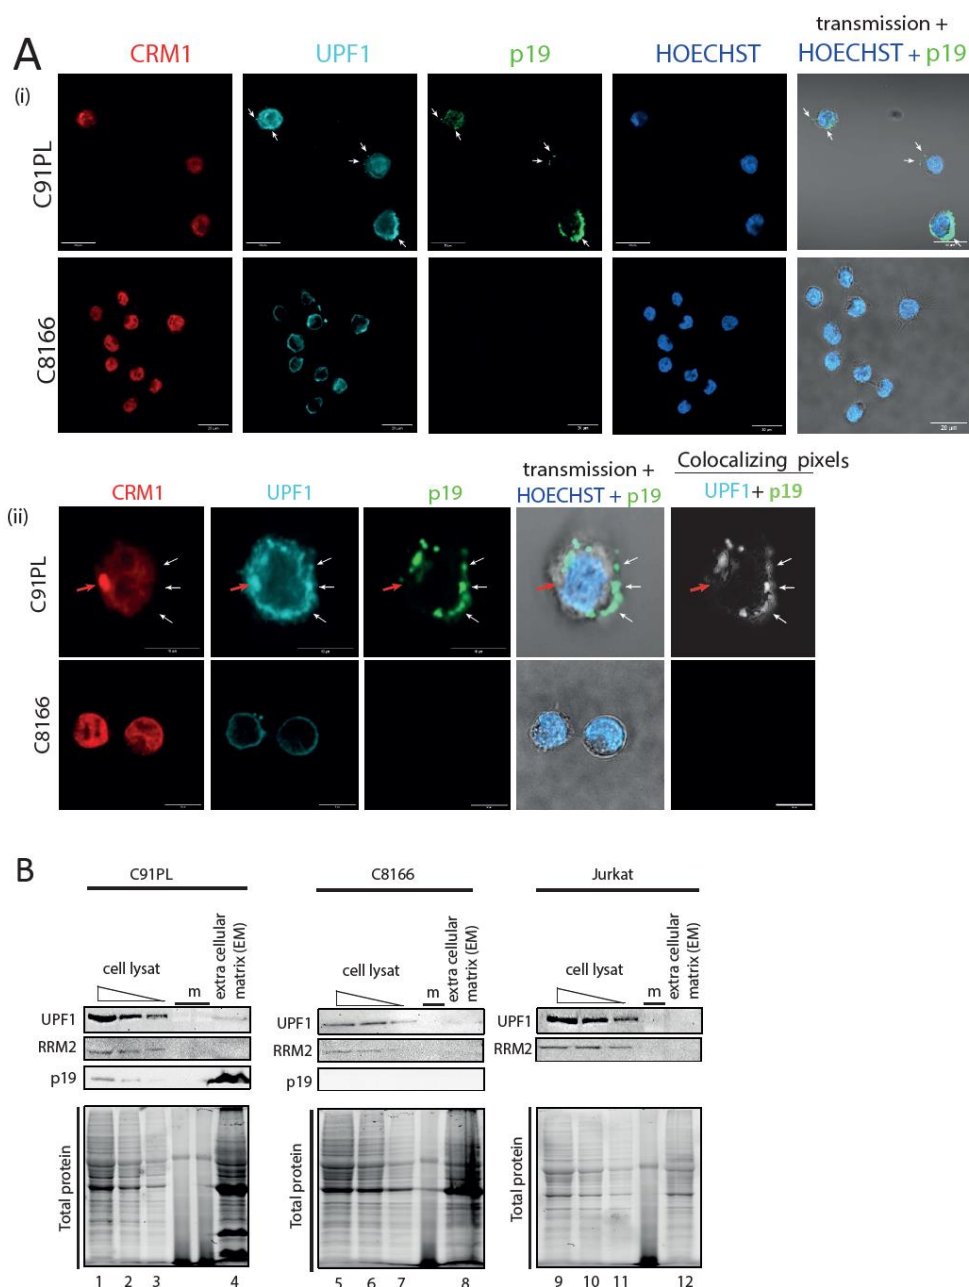 A
transmission +
CRM1 UPF1 p19 HOECHST HOECHST + p19
(i)
C91PL
C8166
20 µm
Colocalizing pixels
transmission +
CRM1 UPF1 p19 HOECHST + p19 UPF1+ p19
(ii)
C91PL
C8166
B
C91PL C8166 Jurkat
cell lysat m extra cellular matrix (EM)
cell lysat m extra cellular matrix (EM)
cell lysat m extra cellular matrix (EM)
UPF1 UPF1 UPF1
RRM2 RRM2 RRM2
p19 p19
Total protein Total protein Total protein
1 2 3 4 5 6 7 8 9 10 11 12